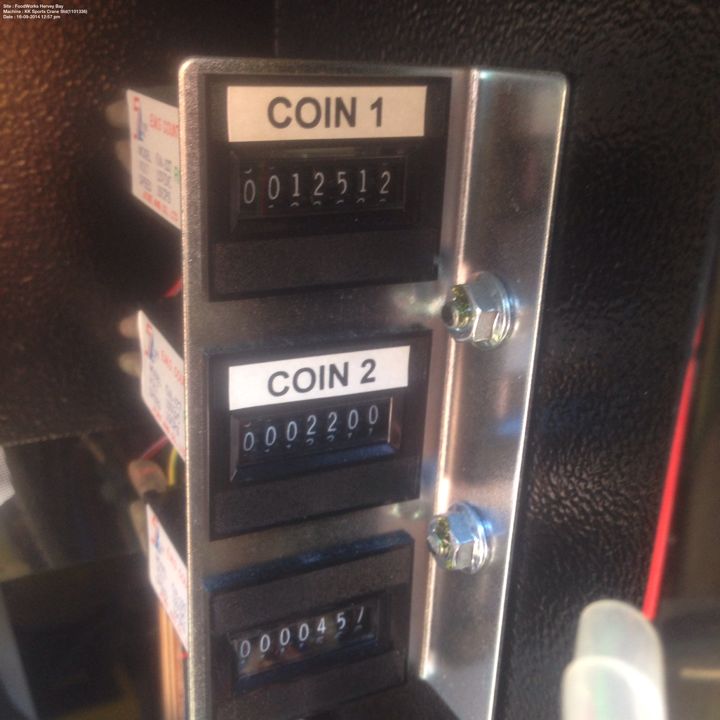 Site : FoodWorks Hervey Bay
Machine : KK Sports Crane Std(1101336)
Date : 16-09-2014 12:57 pm
COIN 1
0012512
COIN 2
0002200
0000457